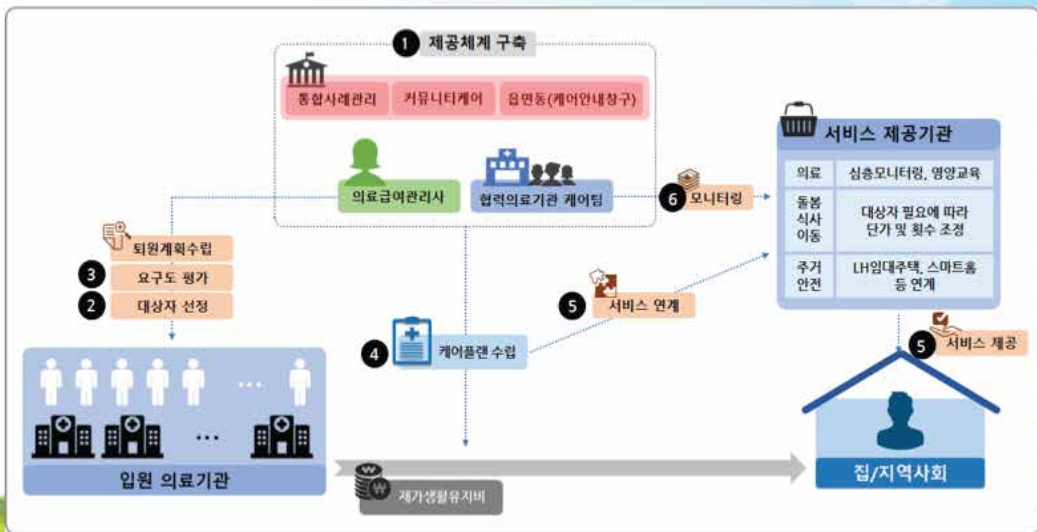 1 제공체계 구축
통합사례관리 커뮤니티케어 읍면동(케어안내창구)
의료급여관리사
협력의료기관 케어팀
6 모니터링
서비스 제공기관
의료 심층모니터링, 영양교육
돌봄
식사
이동
대상자 필요에 따라
단가 및 횟수 조정
주거
안전
LH임대주택, 스마트홈
등 연계
퇴원계획수립
3 요구도 평가
2 대상자 선정
5 서비스 연계
4 케어플랜 수립
5 서비스 제공
...
...
입원 의료기관
₩
₩
재가생활유지비
집/지역사회